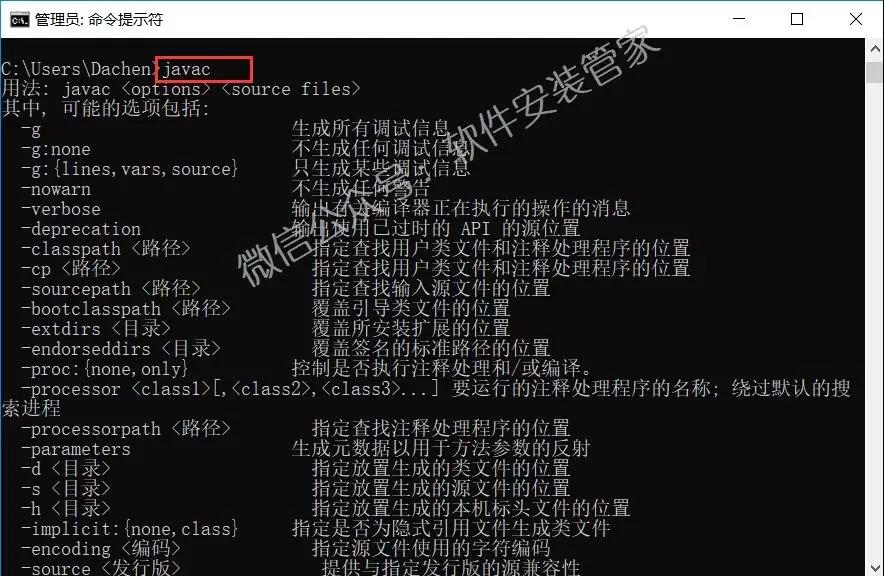 管理员: 命令提示符
C:\Users\Dachen>javac
用法: javac <options> <source files>
其中, 可能的选项包括:
-g 生成所有调试信息
-g:none 不生成任何调试信息
-g:{lines,vars,source} 只生成某些调试信息
-nowarn 不生成任何警告
-verbose 输出有关编译器正在执行的操作的消息
-deprecation 输出使用已过时的 API 的源位置
-classpath <路径> 指定查找用户类文件和注释处理程序的位置
-cp <路径> 指定查找用户类文件和注释处理程序的位置
-sourcepath <路径> 指定查找输入源文件的位置
-bootclasspath <路径> 覆盖引导类文件的位置
-extdirs <目录> 覆盖所安装扩展的位置
-endorseddirs <目录> 覆盖签名的标准路径的位置
-proc:{none,only} 控制是否执行注释处理和/或编译。
-processor <class1>[,<class2>,<class3>...] 要运行的注释处理程序的名称; 绕过默认的搜
索进程
-processorpath <路径> 指定查找注释处理程序的位置
-parameters 生成元数据以用于方法参数的反射
-d <目录> 指定放置生成的类文件的位置
-s <目录> 指定放置生成的源文件的位置
-h <目录> 指定放置生成的本机标头文件的位置
-implicit:{none,class} 指定是否为隐式引用文件生成类文件
-encoding <编码> 指定源文件使用的字符编码
-source <发行版> 提供与指定发行版的源兼容性
微信公众号：软件安装管家